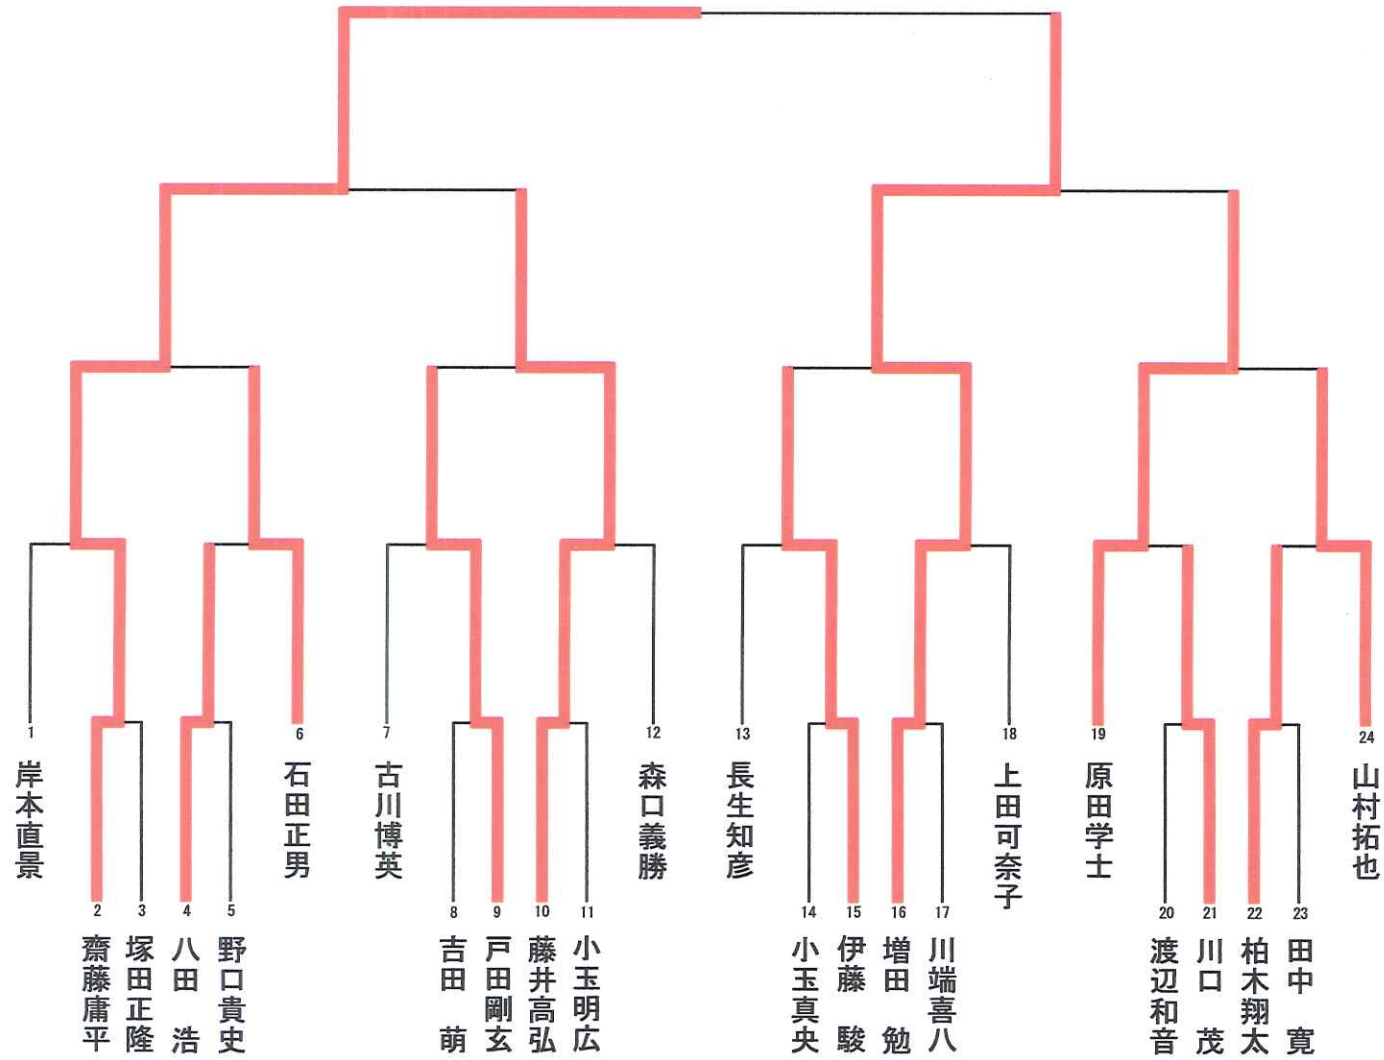 1
岸本直景
2
齋藤庸平
3
塚田正隆
4
八田 浩
5
野口貴史
6
石田正男
7
古川博英
8
吉田 萌
9
戸田剛玄
10
藤井高弘
11
小玉明広
12
森口義勝
13
長生知彦
14
小玉真央
15
伊藤 駿
16
増田 勉
17
川端喜八
18
上田可奈子
19
原田学士
20
渡辺和音
21
川口 茂
22
柏木翔太
23
田中 寛
24
山村拓也